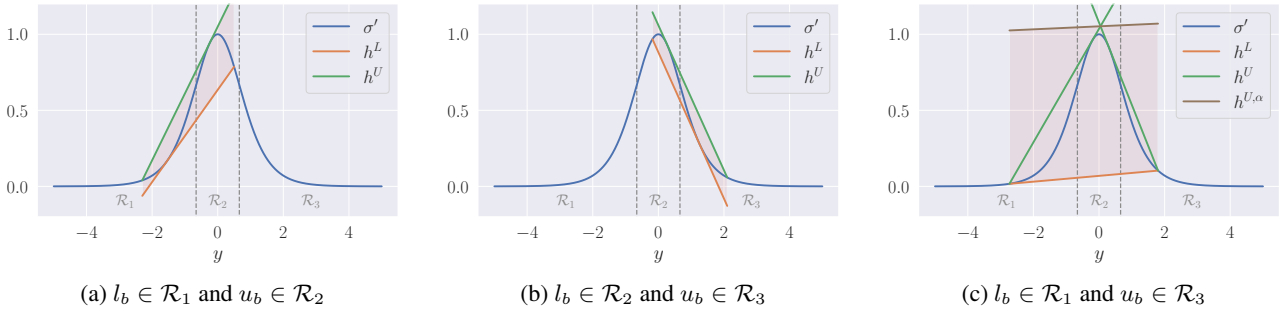 1.0
0.5
0.0
−4 −2 0 2 4
y
σ′
h^L
h^U
R₁ R₂ R₃
(a) l_b ∈ R₁ and u_b ∈ R₂
1.0
0.5
0.0
−4 −2 0 2 4
y
σ′
h^L
h^U
R₁ R₂ R₃
(b) l_b ∈ R₂ and u_b ∈ R₃
1.0
0.5
0.0
−4 −2 0 2 4
y
σ′
h^L
h^U
h^{U,α}
R₁ R₂ R₃
(c) l_b ∈ R₁ and u_b ∈ R₃